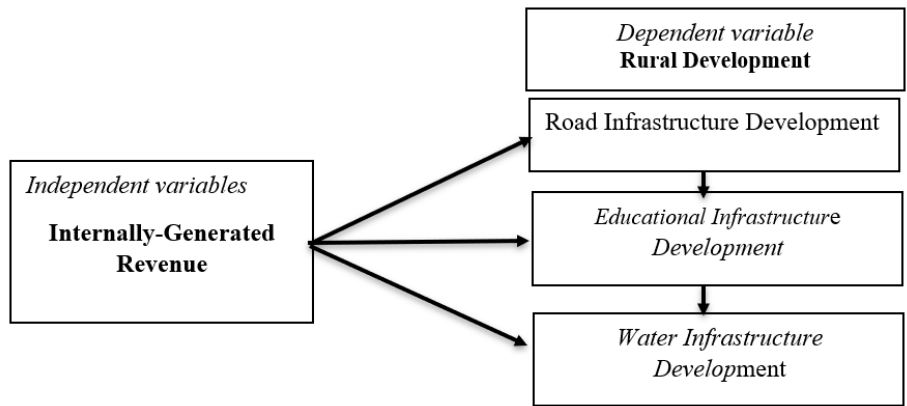 Dependent variable
Rural Development
Road Infrastructure Development
Independent variables
Internally-Generated
Revenue
Educational Infrastructure
Development
Water Infrastructure
Development